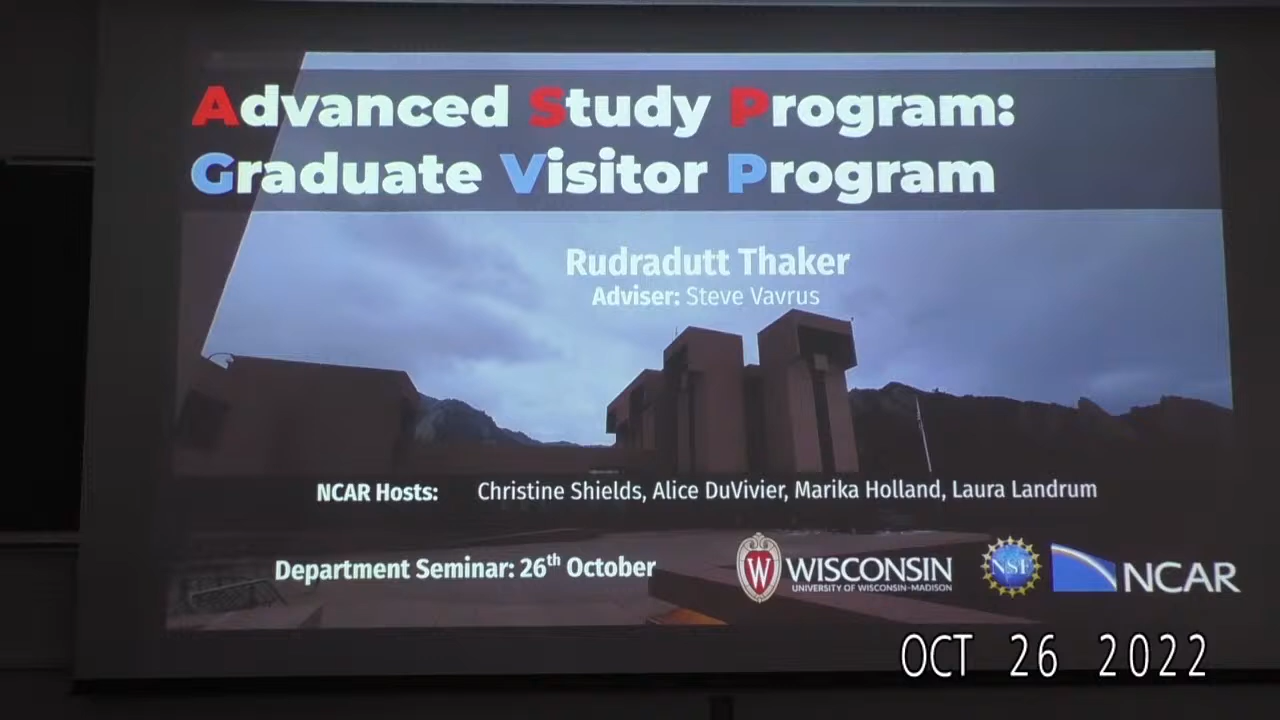 Advanced Study Program:
Graduate Visitor Program
Rudradutt Thaker
Adviser: Steve Vavrus
NCAR Hosts: Christine Shields, Alice DuVivier, Marika Holland, Laura Landrum
Department Seminar: 26th October
W WISCONSIN
UNIVERSITY OF WISCONSIN–MADISON
NSF
NCAR
OCT 26 2022